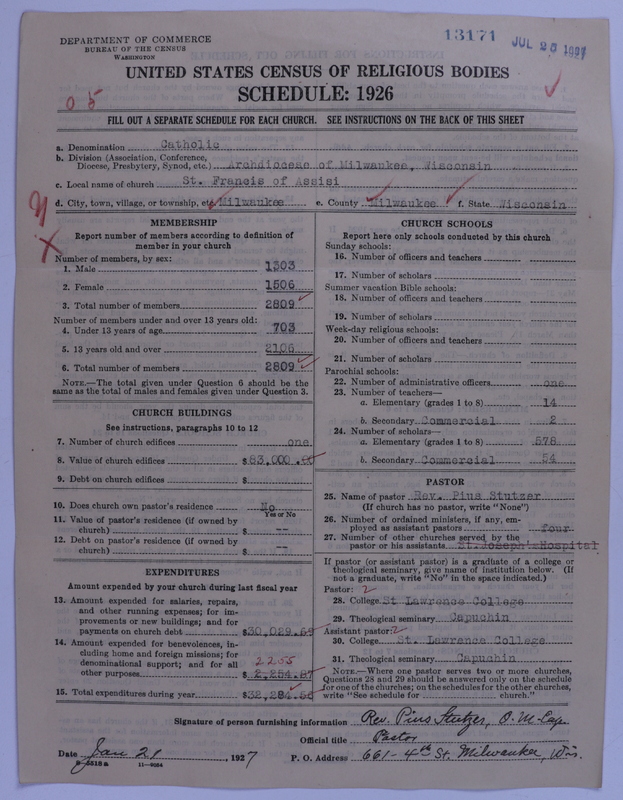 DEPARTMENT OF COMMERCE
BUREAU OF THE CENSUS
WASHINGTON
13171
JUL 25 1927
UNITED STATES CENSUS OF RELIGIOUS BODIES
SCHEDULE: 1926
0 5
FILL OUT A SEPARATE SCHEDULE FOR EACH CHURCH. SEE INSTRUCTIONS ON THE BACK OF THIS SHEET
a. Denomination Catholic
b. Division (Association, Conference, Diocese, Presbytery, Synod, etc.) Archdiocese of Milwaukee, Wisconsin
c. Local name of church St. Francis of Assisi
d. City, town, village, or township, etc. Milwaukee e. County Milwaukee f. State Wisconsin
MEMBERSHIP
Report number of members according to definition of member in your church
Number of members, by sex:
1. Male 1303
2. Female 1506
3. Total number of members 2809
Number of members under and over 13 years old:
4. Under 13 years of age 703
5. 13 years old and over 2106
6. Total number of members 2809
NOTE.—The total given under Question 6 should be the same as the total of males and females given under Question 3.
CHURCH BUILDINGS
See instructions, paragraphs 10 to 12
7. Number of church edifices one
8. Value of church edifices $83,000.00
9. Debt on church edifices $
10. Does church own pastor's residence No
Yes or No
11. Value of pastor's residence (if owned by church) $ --
12. Debt on pastor's residence (if owned by church) $ --
EXPENDITURES
Amount expended by your church during last fiscal year
13. Amount expended for salaries, repairs, and other running expenses; for improvements or new buildings; and for payments on church debt $30,029.69
14. Amount expended for benevolences, including home and foreign missions; for denominational support; and for all other purposes $2,254.87
2255
15. Total expenditures during year $32,284.56
CHURCH SCHOOLS
Report here only schools conducted by this church
Sunday schools:
16. Number of officers and teachers
17. Number of scholars
Summer vacation Bible schools:
18. Number of officers and teachers
19. Number of scholars
Week-day religious schools:
20. Number of officers and teachers
21. Number of scholars
Parochial schools:
22. Number of administrative officers one
23. Number of teachers—
a. Elementary (grades 1 to 8) 14
b. Secondary Commercial 2
24. Number of scholars—
a. Elementary (grades 1 to 8) 578
b. Secondary Commercial 54
PASTOR
25. Name of pastor Rev. Pius Stutzer
(If church has no pastor, write "None")
26. Number of ordained ministers, if any, employed as assistant pastors four
27. Number of other churches served by the pastor or his assistants St. Joseph's Hospital
If pastor (or assistant pastor) is a graduate of a college or theological seminary, give name of institution below. (If not a graduate, write "No" in the space indicated.)
Pastor: 2
28. College St Lawrence College
29. Theological seminary Capuchin
Assistant pastor: 2
30. College St. Lawrence College
31. Theological seminary Capuchin
NOTE.—Where one pastor serves two or more churches, Questions 28 and 29 should be answered only on the schedule for one of the churches; on the schedules for the other churches, write "See schedule for church."
Signature of person furnishing information Rev. Pius Stutzer, O.M.Cap.
Official title Pastor
Date Jan 21, 1927 P. O. Address 661-4th St. Milwaukee, Wis.
11—9564